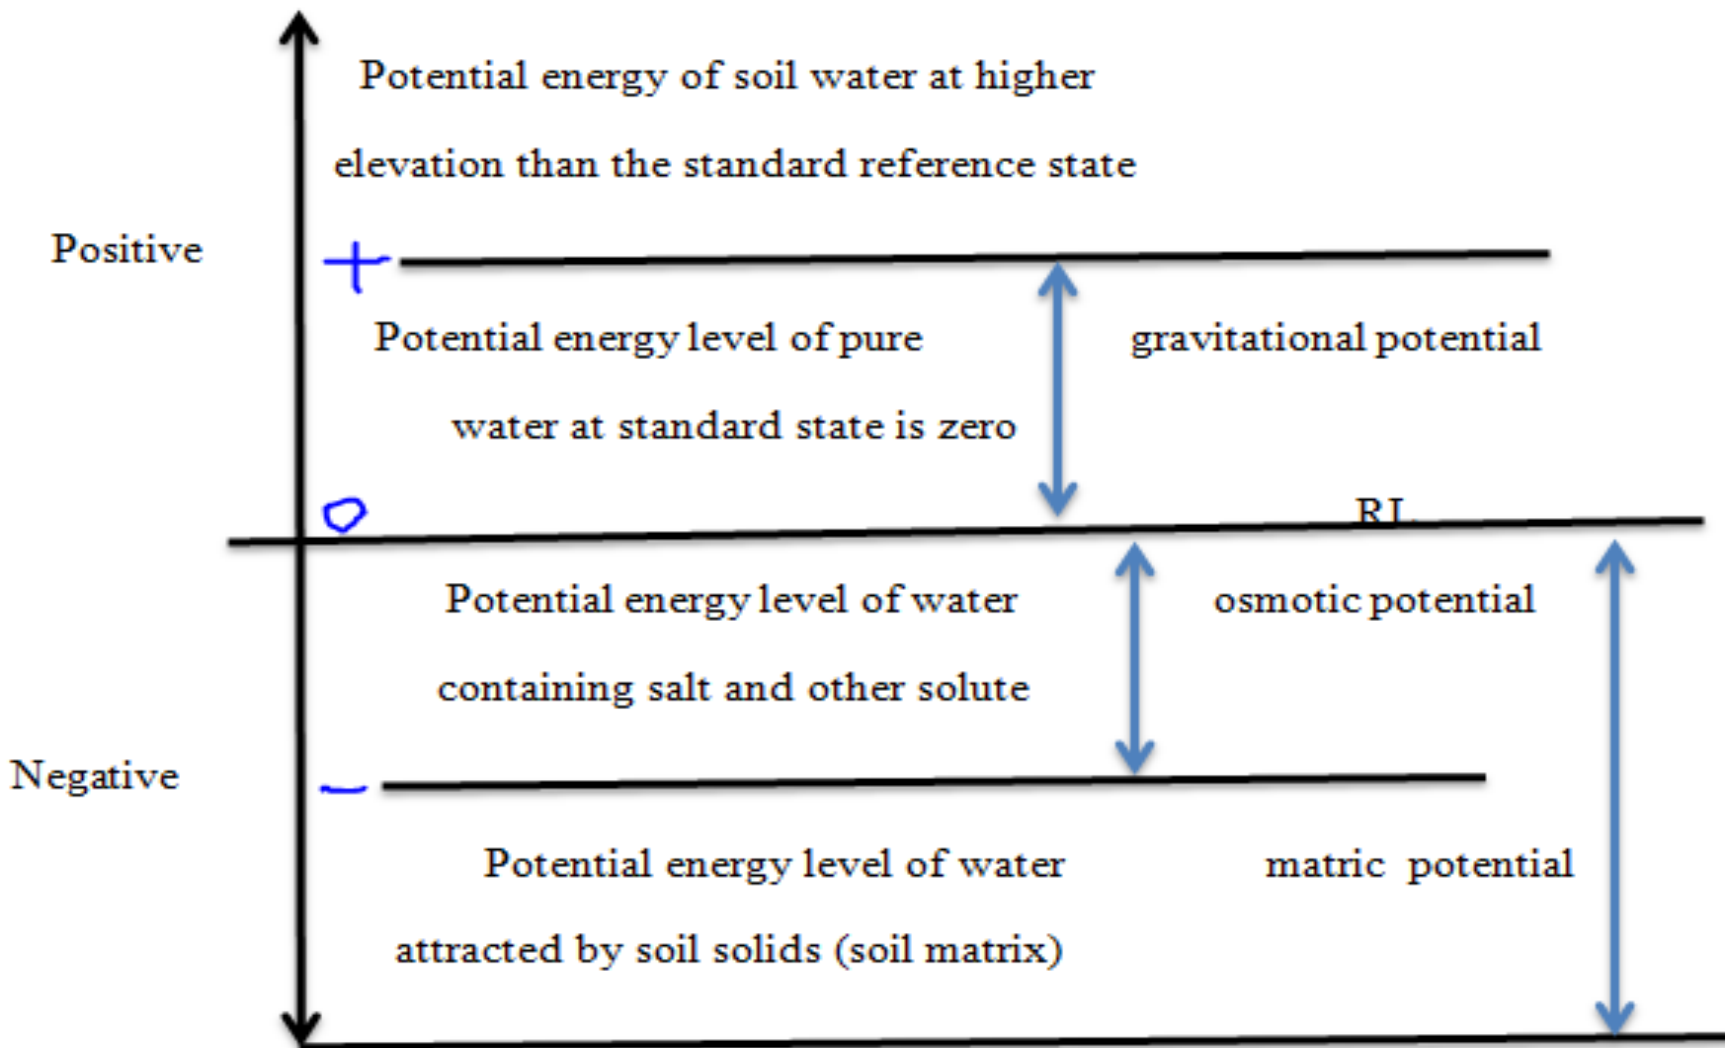 Potential energy of soil water at higher
elevation than the standard reference state
Positive +
Potential energy level of pure gravitational potential
water at standard state is zero
0 RL
Potential energy level of water osmotic potential
containing salt and other solute
Negative -
Potential energy level of water matric potential
attracted by soil solids (soil matrix)